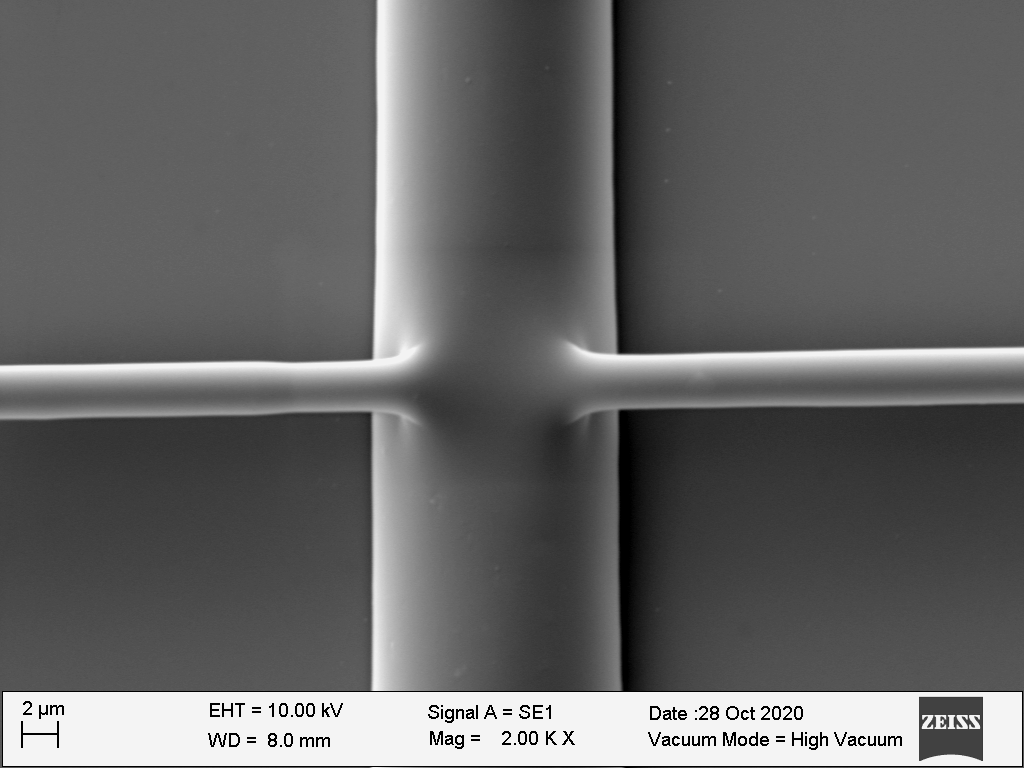 2 µm
EHT = 10.00 kV
WD = 8.0 mm
Signal A = SE1
Mag = 2.00 K X
Date :28 Oct 2020
Vacuum Mode = High Vacuum
ZEISS